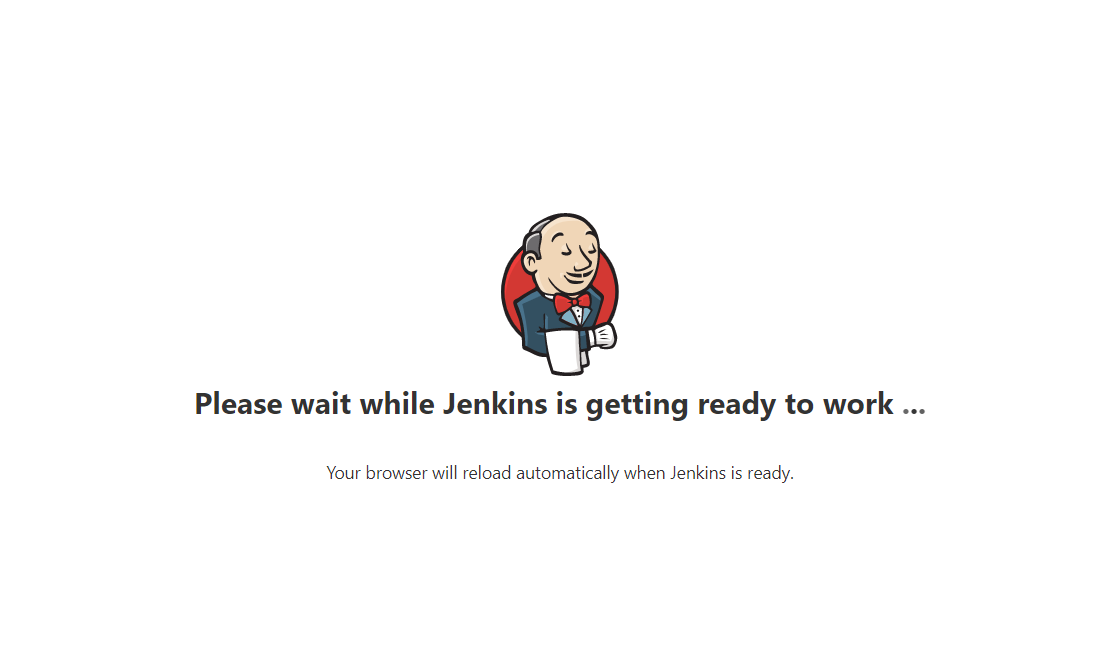 Please wait while Jenkins is getting ready to work ...
Your browser will reload automatically when Jenkins is ready.